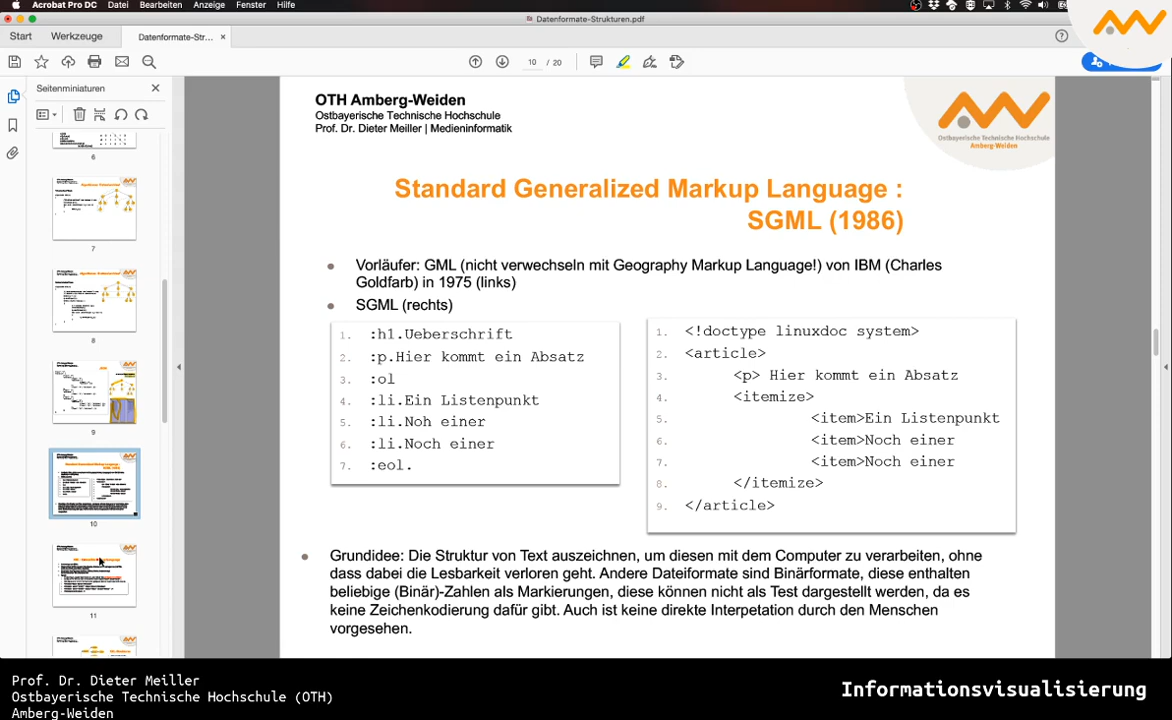 Acrobat Pro DC Datei Bearbeiten Anzeige Fenster Hilfe
Datenformate-Strukturen.pdf
Start Werkzeuge Datenformate-Str... ×
10 / 20
Seitenminiaturen
6
7
8
9
10
11
OTH Amberg-Weiden
Ostbayerische Technische Hochschule
Prof. Dr. Dieter Meiller | Medieninformatik
Ostbayerische Technische Hochschule
Amberg-Weiden
Standard Generalized Markup Language :
SGML (1986)
Vorläufer: GML (nicht verwechseln mit Geography Markup Language!) von IBM (Charles
Goldfarb) in 1975 (links)
SGML (rechts)
1. :h1.Ueberschrift
2. :p.Hier kommt ein Absatz
3. :ol
4. :li.Ein Listenpunkt
5. :li.Noh einer
6. :li.Noch einer
7. :eol.
1. <!doctype linuxdoc system>
2. <article>
3. <p> Hier kommt ein Absatz
4. <itemize>
5. <item>Ein Listenpunkt
6. <item>Noch einer
7. <item>Noch einer
8. </itemize>
9. </article>
Grundidee: Die Struktur von Text auszeichnen, um diesen mit dem Computer zu verarbeiten, ohne
dass dabei die Lesbarkeit verloren geht. Andere Dateiformate sind Binärformate, diese enthalten
beliebige (Binär)-Zahlen als Markierungen, diese können nicht als Test dargestellt werden, da es
keine Zeichenkodierung dafür gibt. Auch ist keine direkte Interpetation durch den Menschen
vorgesehen.
Prof. Dr. Dieter Meiller
Ostbayerische Technische Hochschule (OTH)
Amberg-Weiden
Informationsvisualisierung